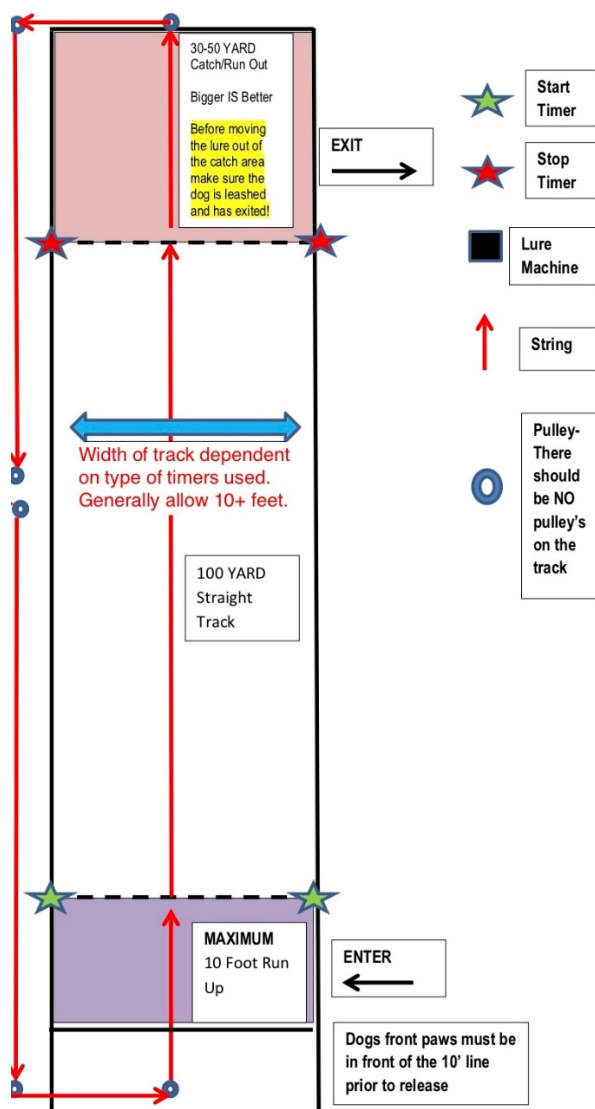 30-50 YARD
Catch/Run Out
Bigger IS Better
Before moving
the lure out of
the catch area
make sure the
dog is leashed
and has exited!
EXIT
Start
Timer
Stop
Timer
Lure
Machine
String
Pulley-
There
should
be NO
pulley's
on the
track
Width of track dependent
on type of timers used.
Generally allow 10+ feet.
100 YARD
Straight
Track
MAXIMUM
10 Foot Run
Up
ENTER
Dogs front paws must be
in front of the 10' line
prior to release